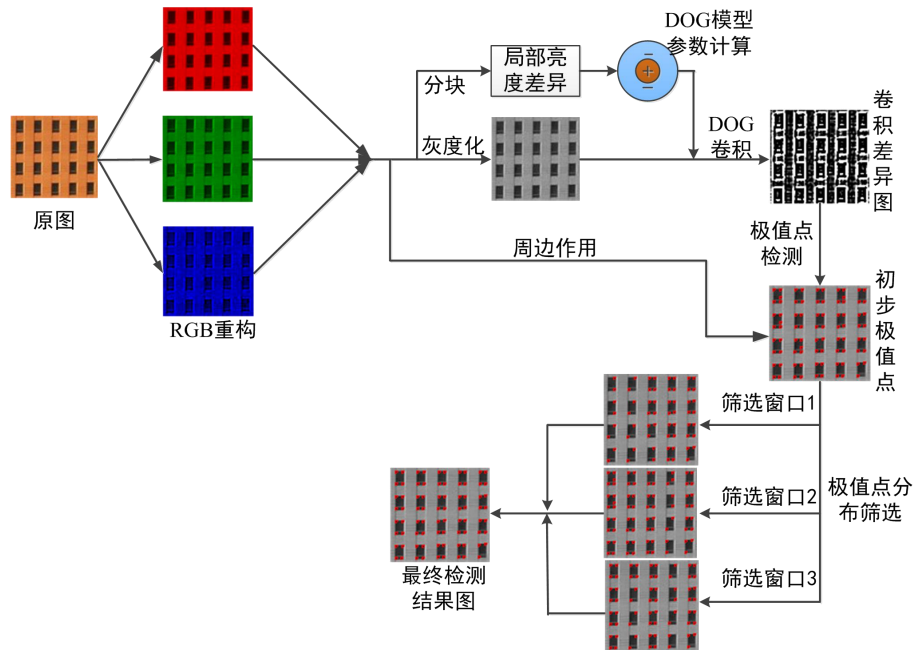 DOG模型
参数计算
局部亮
度差异
分块
灰度化
DOG
卷积
卷积差异图
原图
周边作用
极值点
检测
初步极值点
RGB重构
筛选窗口1
筛选窗口2
极值点分
布筛选
筛选窗口3
最终检测
结果图